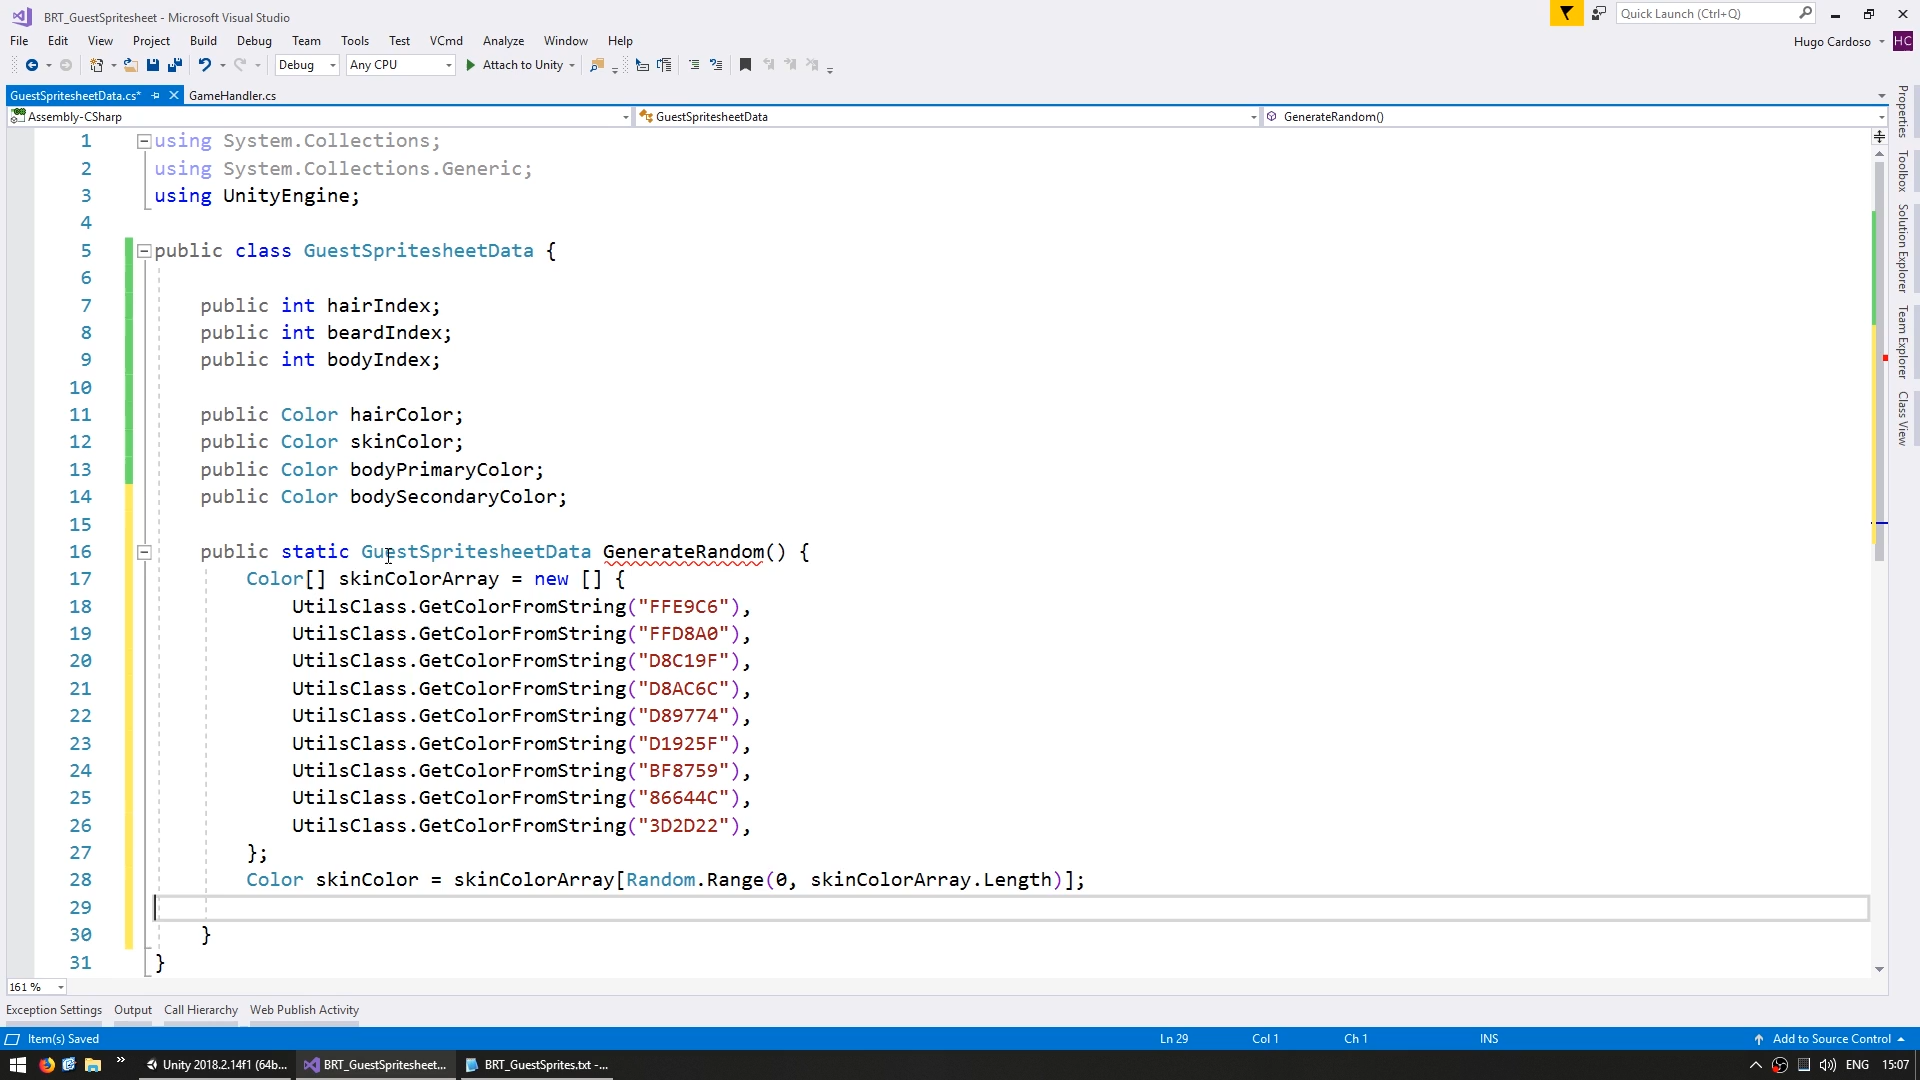 BRT_GuestSpritesheet - Microsoft Visual Studio
Quick Launch (Ctrl+Q)
File Edit View Project Build Debug Team Tools Test VCmd Analyze Window Help
Hugo Cardoso HC
Debug Any CPU Attach to Unity
GuestSpritesheetData.cs* GameHandler.cs
Assembly-CSharp GuestSpritesheetData GenerateRandom()
1 using System.Collections;
2 using System.Collections.Generic;
3 using UnityEngine;
4
5 public class GuestSpritesheetData {
6
7 public int hairIndex;
8 public int beardIndex;
9 public int bodyIndex;
10
11 public Color hairColor;
12 public Color skinColor;
13 public Color bodyPrimaryColor;
14 public Color bodySecondaryColor;
15
16 public static GuestSpritesheetData GenerateRandom() {
17 Color[] skinColorArray = new [] {
18 UtilsClass.GetColorFromString("FFE9C6"),
19 UtilsClass.GetColorFromString("FFD8A0"),
20 UtilsClass.GetColorFromString("D8C19F"),
21 UtilsClass.GetColorFromString("D8AC6C"),
22 UtilsClass.GetColorFromString("D89774"),
23 UtilsClass.GetColorFromString("D1925F"),
24 UtilsClass.GetColorFromString("BF8759"),
25 UtilsClass.GetColorFromString("86644C"),
26 UtilsClass.GetColorFromString("3D2D22"),
27 };
28 Color skinColor = skinColorArray[Random.Range(0, skinColorArray.Length)];
29
30 }
31 }
Properties
Toolbox
Solution Explorer
Team Explorer
Class View
161 %
Exception Settings Output Call Hierarchy Web Publish Activity
Item(s) Saved Ln 29 Col 1 Ch 1 INS Add to Source Control
Unity 2018.2.14f1 (64b... BRT_GuestSpritesheet... BRT_GuestSprites.txt -... ENG 15:07